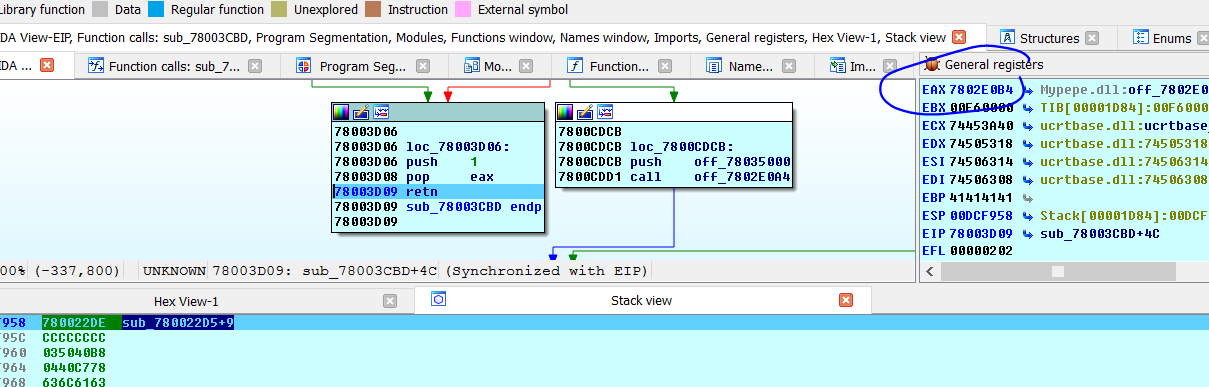 Library function Data Regular function Unexplored Instruction External symbol
IDA View-EIP, Function calls: sub_78003CBD, Program Segmentation, Modules, Functions window, Names window, Imports, General registers, Hex View-1, Stack view Structures Enums
IDA ... Function calls: sub_7... Program Seg... Mo... Function... Name... Im... General registers
78003D06
78003D06 loc_78003D06:
78003D06 push 1
78003D08 pop eax
78003D09 retn
78003D09 sub_78003CBD endp
78003D09
7800CDCB
7800CDCB loc_7800CDCB:
7800CDCB push off_78035000
7800CDD1 call off_7802E0A4
EAX 7802E0B4 Mypepe.dll:off_7802E0
EBX 00F60000 TIB[00001D84]:00F6000
ECX 74453A40 ucrtbase.dll:ucrtbase_
EDX 74505318 ucrtbase.dll:74505318
ESI 74506314 ucrtbase.dll:74506314
EDI 74506308 ucrtbase.dll:74506308
EBP 41414141
ESP 00DCF958 Stack[00001D84]:00DCF
EIP 78003D09 sub_78003CBD+4C
EFL 00000202
00% (-337,800) UNKNOWN 78003D09: sub_78003CBD+4C (Synchronized with EIP)
Hex View-1 Stack view
F958 780022DE sub_780022D5+9
F95C CCCCCCCC
F960 035040B8
F964 0440C778
F968 636C6163